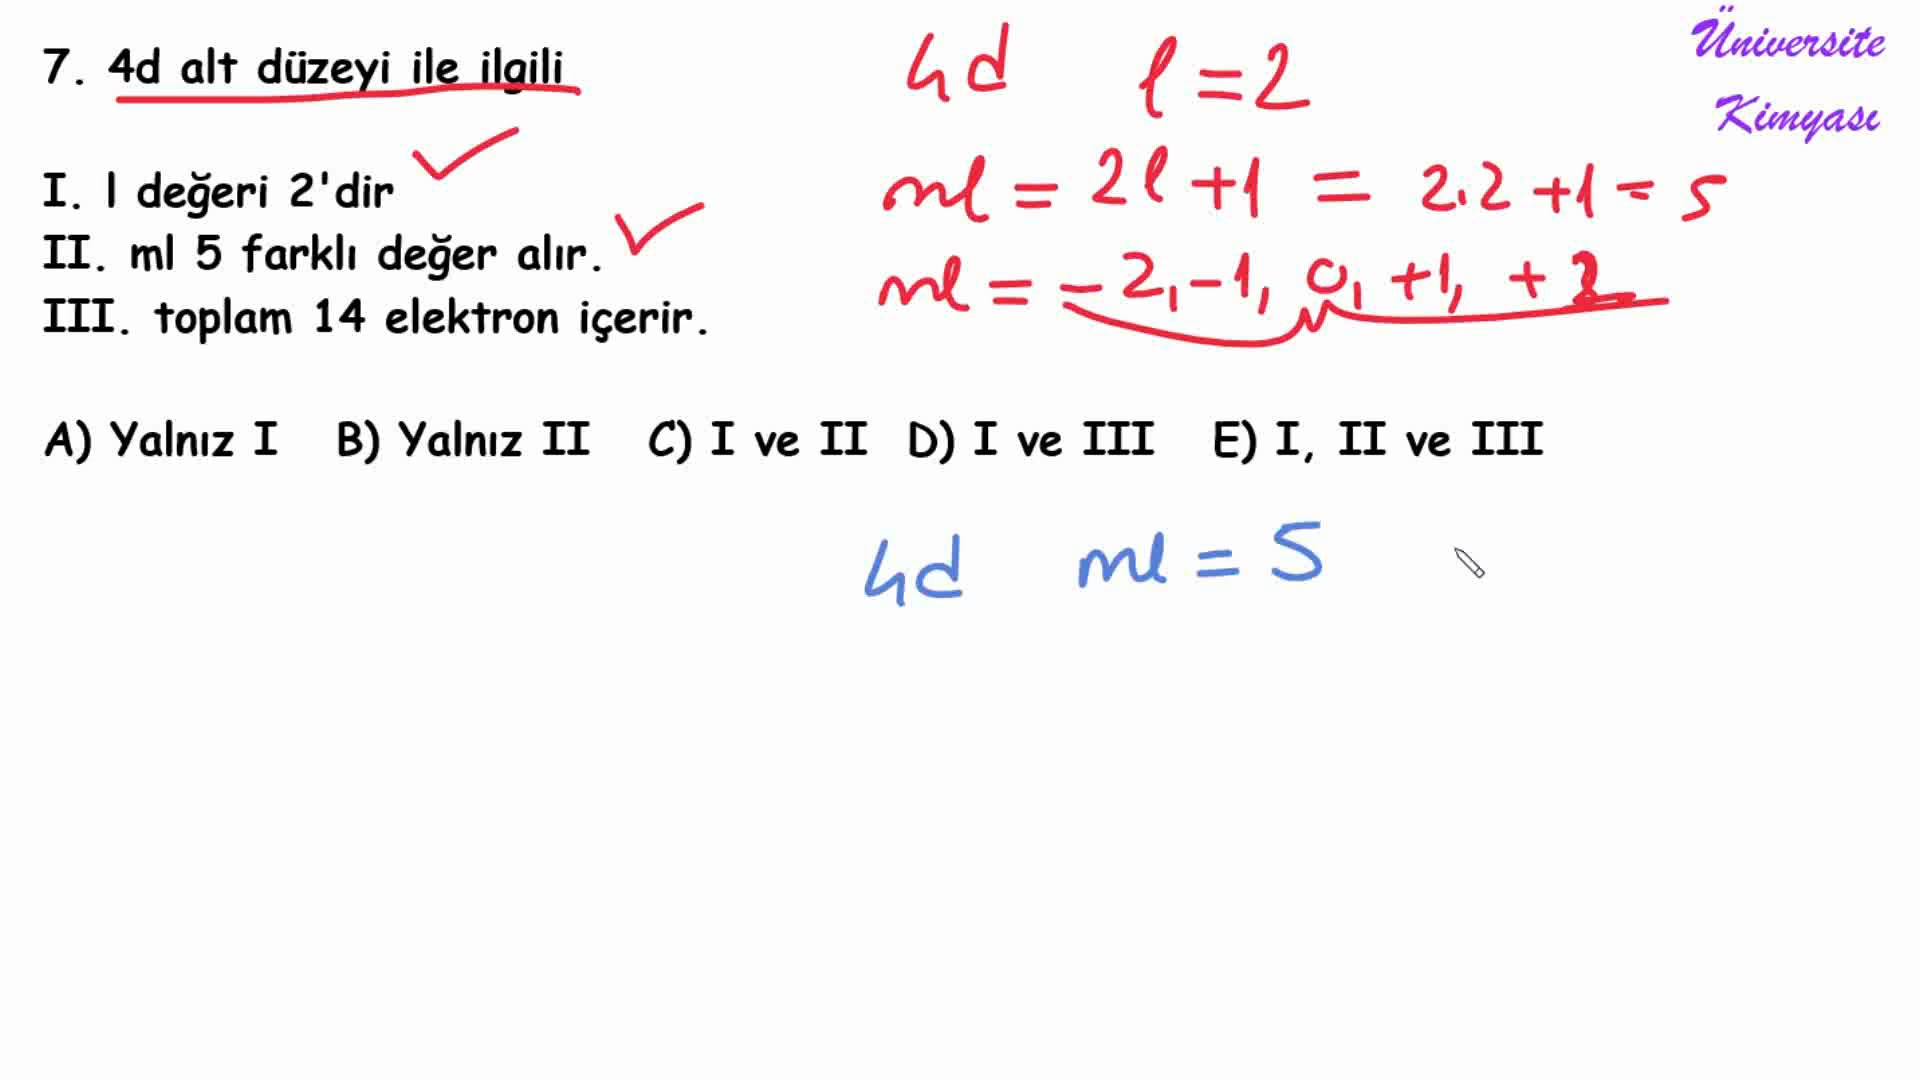 7. 4d alt düzeyi ile ilgili
I. l değeri 2'dir
II. ml 5 farklı değer alır.
III. toplam 14 elektron içerir.
A) Yalnız I B) Yalnız II C) I ve II D) I ve III E) I, II ve III
4d l = 2
ml = 2l +1 = 2.2 +1 = 5
ml = -2, -1, 0, +1, +2
Üniversite
Kimyası
4d ml = 5